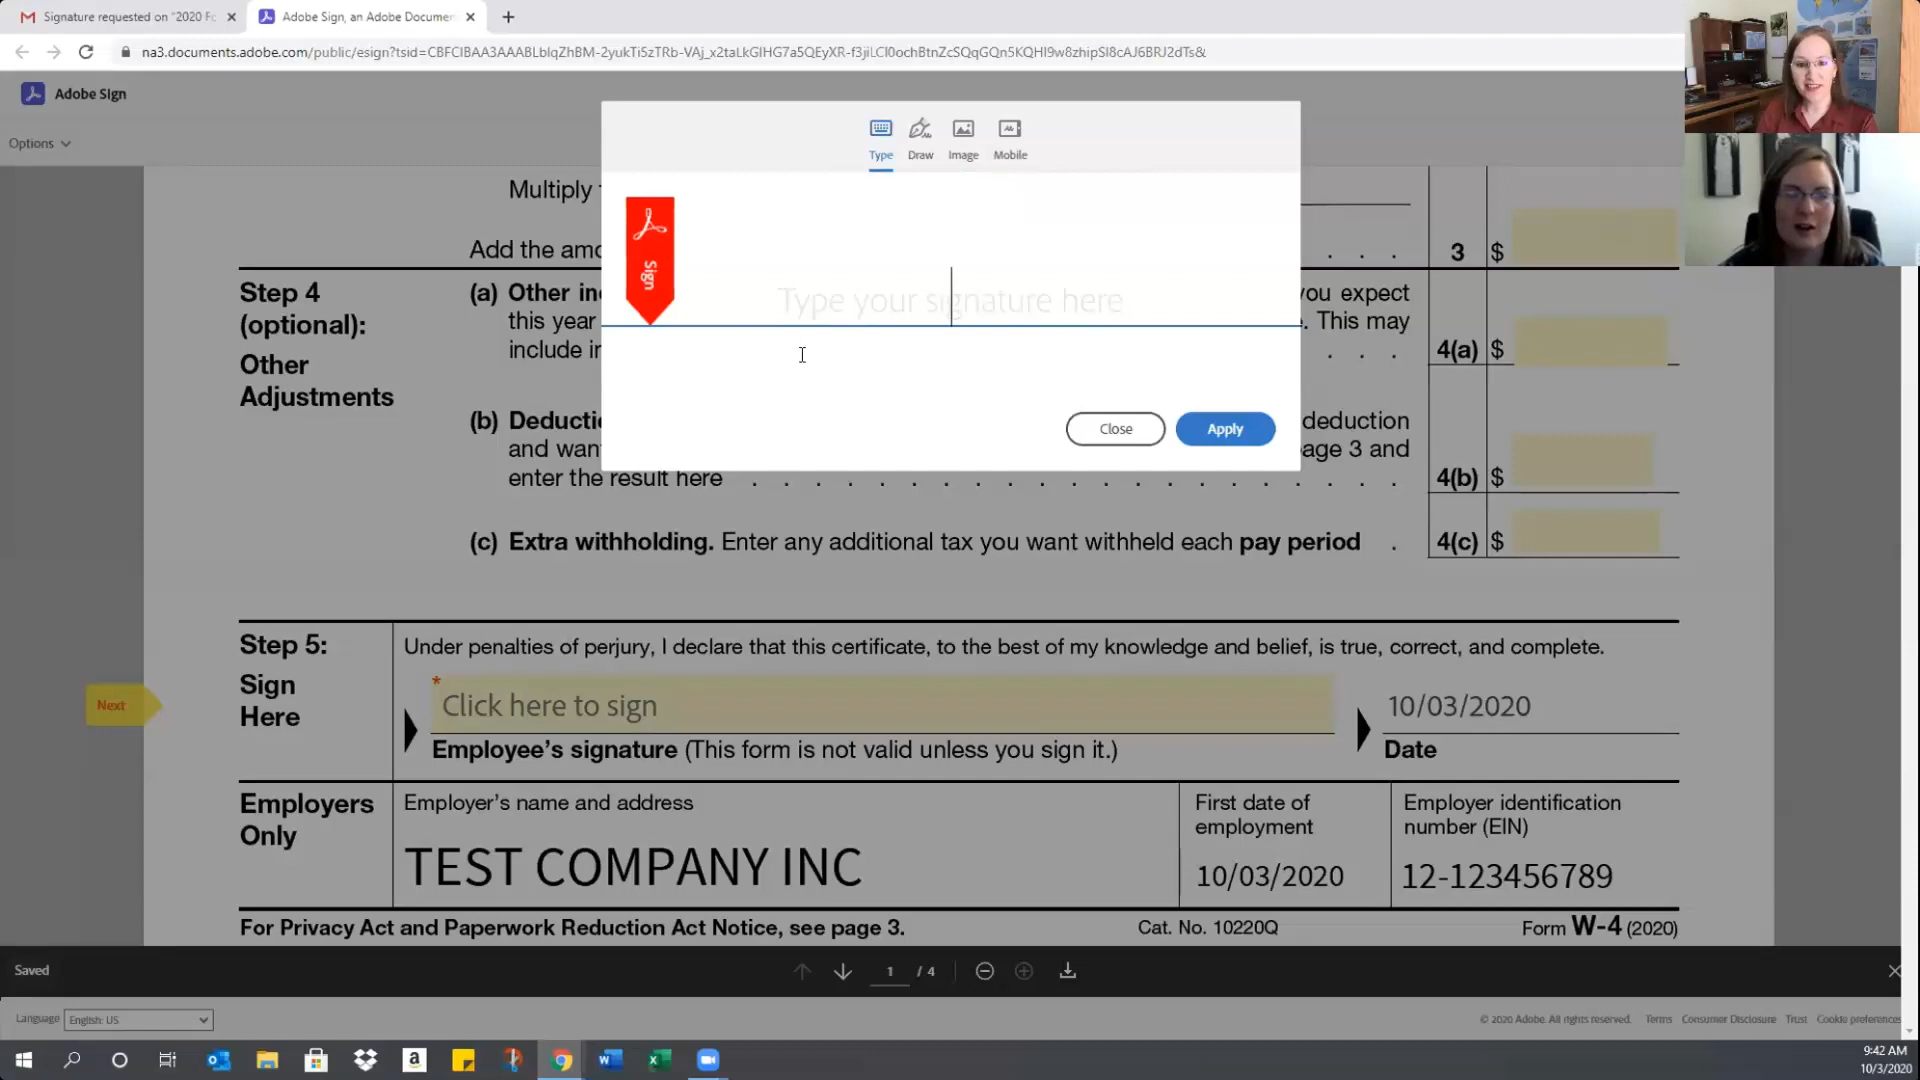 Signature requested on "2020 Fo
Adobe Sign, an Adobe Documen
na3.documents.adobe.com/public/esign?tsid=
Adobe Sign
Options
Type
Draw
Image
Mobile
Sign
Type your signature here
Close
Apply
Multiply
Add the amo
3 $
Step 4
(optional):
Other
Adjustments
(a) Other in
you expect
this year
. This may
include in
4(a) $
(b) Deducti
deduction
and wan
age 3 and
enter the result here
4(b) $
(c) Extra withholding. Enter any additional tax you want withheld each pay period .
4(c) $
Step 5:
Sign
Here
Under penalties of perjury, I declare that this certificate, to the best of my knowledge and belief, is true, correct, and complete.
Next
* Click here to sign
10/03/2020
Employee's signature (This form is not valid unless you sign it.)
Date
Employers
Only
Employer's name and address
TEST COMPANY INC
First date of
employment
10/03/2020
Employer identification
number (EIN)
12-123456789
For Privacy Act and Paperwork Reduction Act Notice, see page 3.
Cat. No. 10220Q
Form W-4 (2020)
Saved
1 / 4
Language English: US
© 2020 Adobe. All rights reserved. Terms Consumer Disclosure Trust Cookie preferences
9:42 AM
10/3/2020